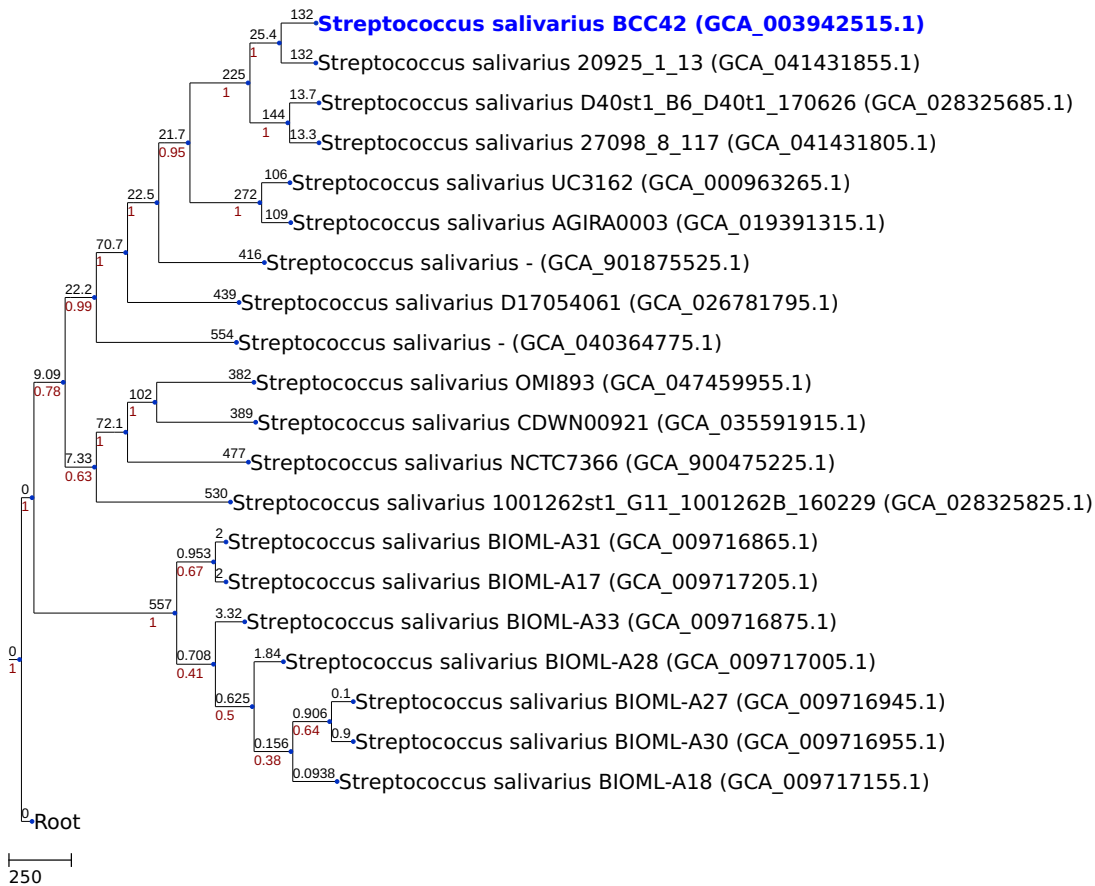 132
Streptococcus salivarius BCC42 (GCA_003942515.1)
25.4
1
132
Streptococcus salivarius 20925_1_13 (GCA_041431855.1)
225
1
13.7
Streptococcus salivarius D40st1_B6_D40t1_170626 (GCA_028325685.1)
144
1
13.3
Streptococcus salivarius 27098_8_117 (GCA_041431805.1)
21.7
0.95
106
Streptococcus salivarius UC3162 (GCA_000963265.1)
272
1
109
Streptococcus salivarius AGIRA0003 (GCA_019391315.1)
22.5
1
416
Streptococcus salivarius - (GCA_901875525.1)
70.7
1
439
Streptococcus salivarius D17054061 (GCA_026781795.1)
22.2
0.99
554
Streptococcus salivarius - (GCA_040364775.1)
9.09
0.78
382
Streptococcus salivarius OMI893 (GCA_047459955.1)
102
1
389
Streptococcus salivarius CDWN00921 (GCA_035591915.1)
72.1
1
477
Streptococcus salivarius NCTC7366 (GCA_900475225.1)
7.33
0.63
530
Streptococcus salivarius 1001262st1_G11_1001262B_160229 (GCA_028325825.1)
0
1
2
Streptococcus salivarius BIOML-A31 (GCA_009716865.1)
0.953
0.67
2
Streptococcus salivarius BIOML-A17 (GCA_009717205.1)
557
1
3.32
Streptococcus salivarius BIOML-A33 (GCA_009716875.1)
0.708
0.41
1.84
Streptococcus salivarius BIOML-A28 (GCA_009717005.1)
0.625
0.5
0.1
Streptococcus salivarius BIOML-A27 (GCA_009716945.1)
0.906
0.64
0.9
Streptococcus salivarius BIOML-A30 (GCA_009716955.1)
0.156
0.38
0.0938
Streptococcus salivarius BIOML-A18 (GCA_009717155.1)
0
1
0
Root
250